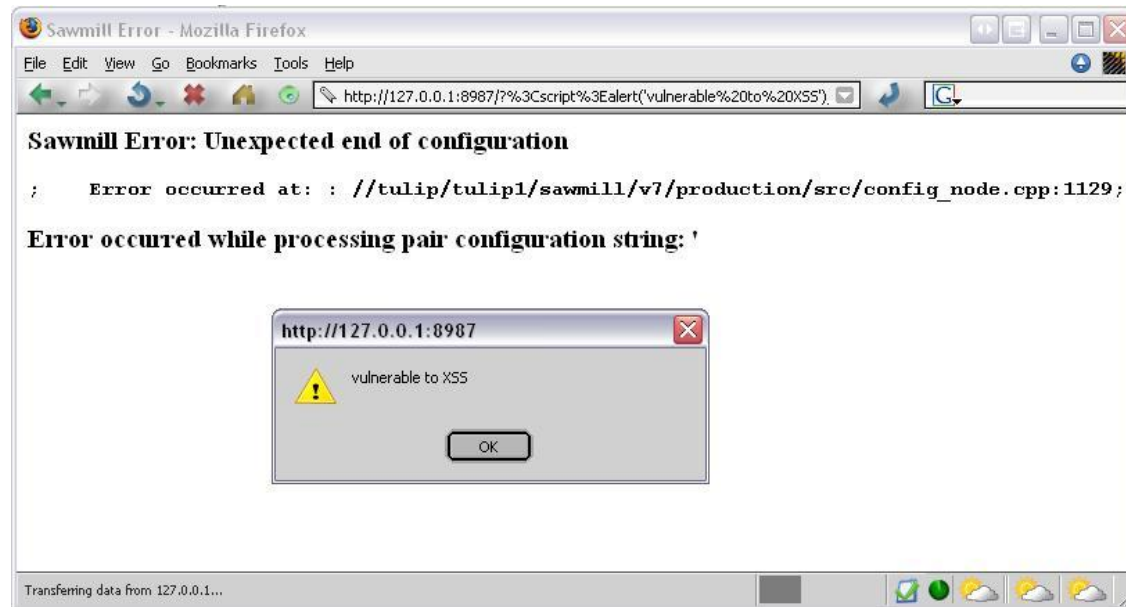 Sawmill Error - Mozilla Firefox
File Edit View Go Bookmarks Tools Help
http://127.0.0.1:8987/?%3Cscript%3Ealert('vulnerable%20to%20XSS')
G
Sawmill Error: Unexpected end of configuration
; Error occurred at: : //tulip/tulip1/sawmill/v7/production/src/config_node.cpp:1129;
Error occurred while processing pair configuration string: '
http://127.0.0.1:8987
vulnerable to XSS
OK
Transferring data from 127.0.0.1...